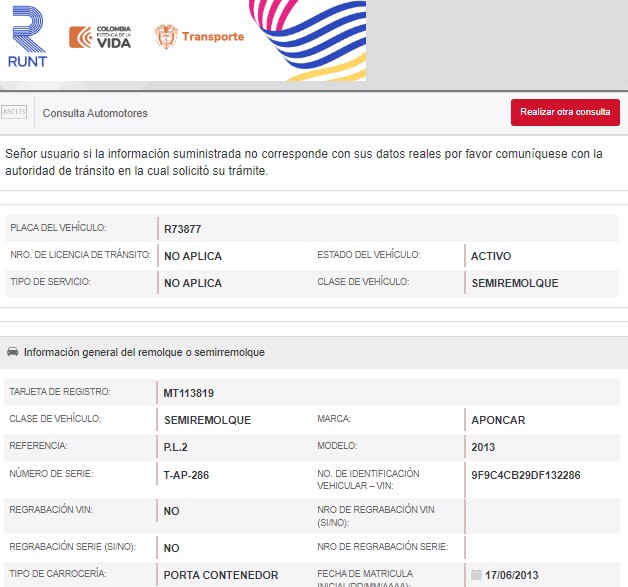 RUNT
COLOMBIA
POTENCIA DE LA
VIDA
Transporte
ABC123
Consulta Automotores
Realizar otra consulta
Señor usuario si la información suministrada no corresponde con sus datos reales por favor comuníquese con la
autoridad de tránsito en la cual solicitó su trámite.
PLACA DEL VEHÍCULO: R73877
NRO. DE LICENCIA DE TRÁNSITO: NO APLICA ESTADO DEL VEHÍCULO: ACTIVO
TIPO DE SERVICIO: NO APLICA CLASE DE VEHÍCULO: SEMIREMOLQUE
Información general del remolque o semirremolque
TARJETA DE REGISTRO: MT113819
CLASE DE VEHÍCULO: SEMIREMOLQUE MARCA: APONCAR
REFERENCIA: P.L.2 MODELO: 2013
NÚMERO DE SERIE: T-AP-286 NO. DE IDENTIFICACIÓN
VEHICULAR – VIN: 9F9C4CB29DF132286
REGRABACIÓN VIN: NO NRO DE REGRABACIÓN VIN
(SI/NO):
REGRABACIÓN SERIE (SI/NO): NO NRO DE REGRABACIÓN SERIE:
TIPO DE CARROCERÍA: PORTA CONTENEDOR FECHA DE MATRICULA 17/06/2013
INICIAL(DD/MM/AAAA):